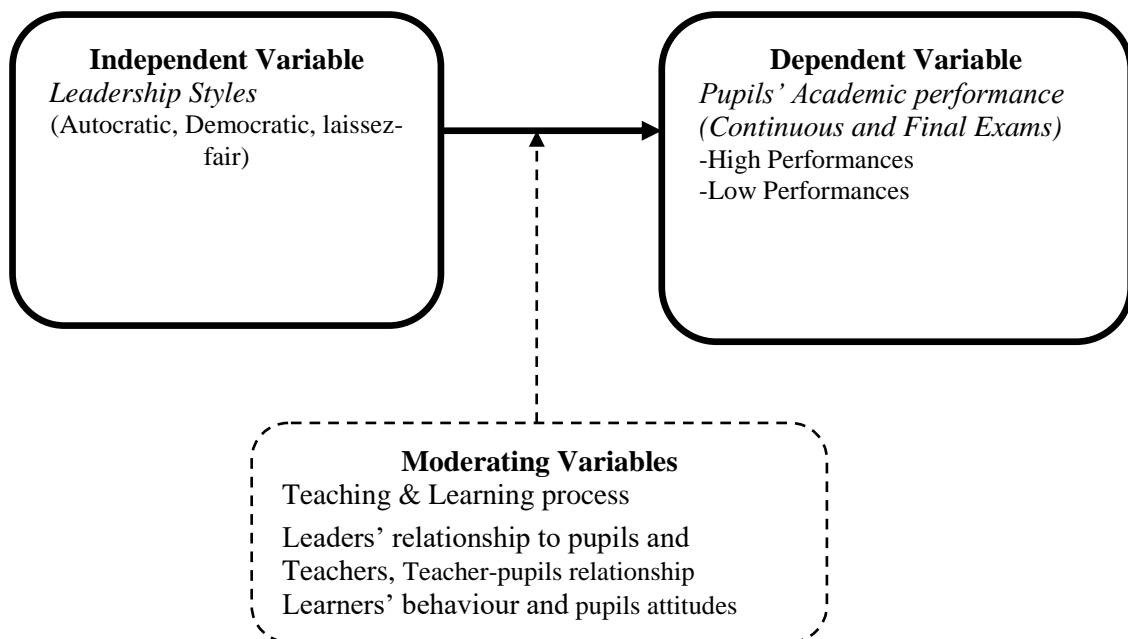 Independent Variable
Leadership Styles
(Autocratic, Democratic, laissez-
fair)
Dependent Variable
Pupils’ Academic performance
(Continuous and Final Exams)
-High Performances
-Low Performances
Moderating Variables
Teaching & Learning process
Leaders’ relationship to pupils and
Teachers, Teacher-pupils relationship
Learners’ behaviour and pupils attitudes